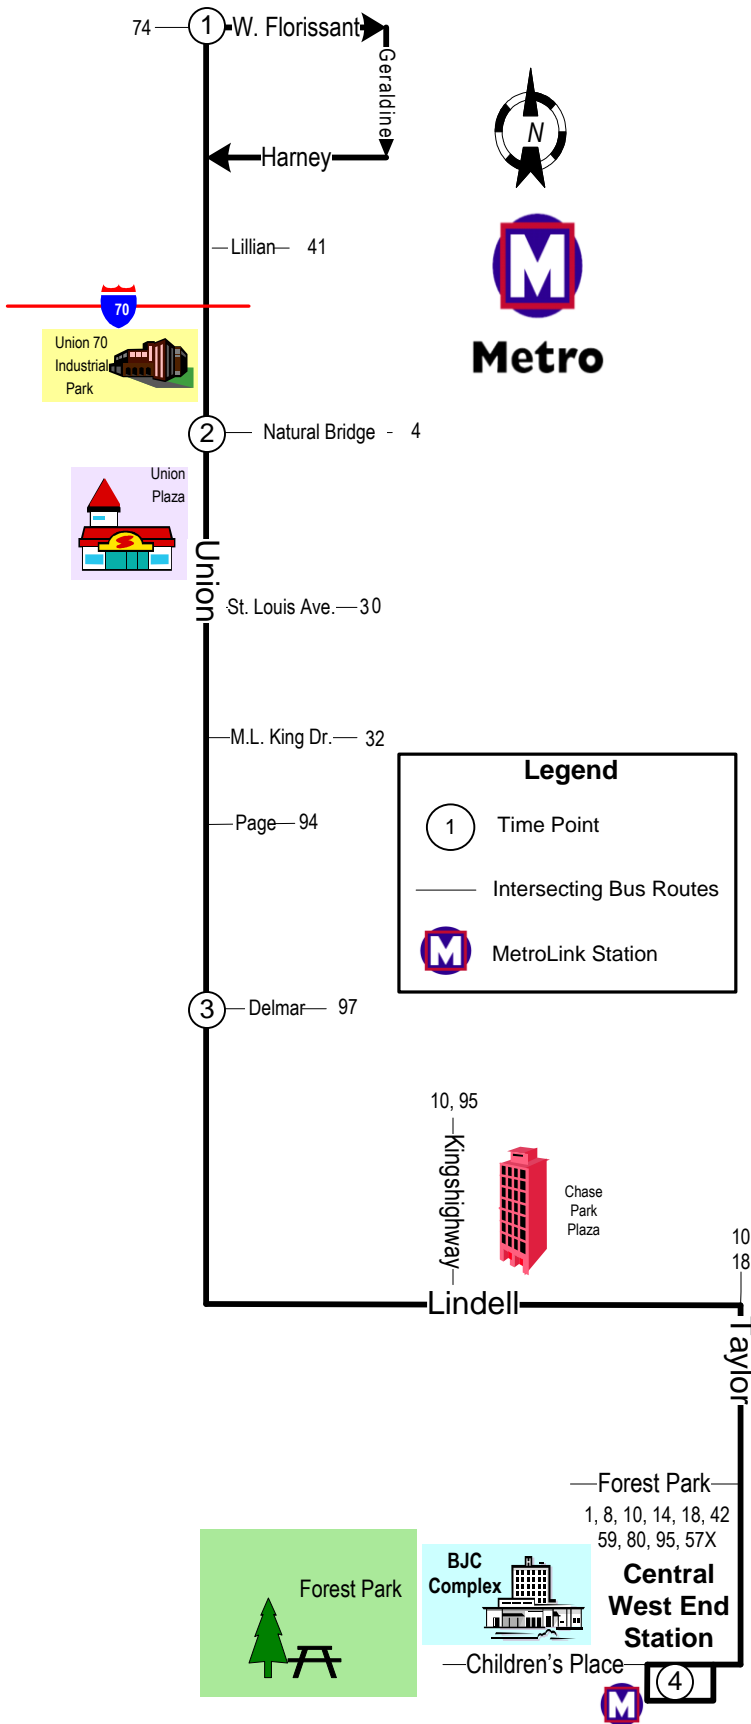 74
1
W. Florissant
Geraldine
N
Harney
Lillian 41
M
Metro
70
Union 70
Industrial
Park
2
Natural Bridge - 4
Union
Plaza
S
Union
St. Louis Ave. 30
M.L. King Dr. 32
Page 94
Legend
1 Time Point
Intersecting Bus Routes
M MetroLink Station
3
Delmar 97
10, 95
Kingshighway
Chase
Park
Plaza
10
18
Lindell
Taylor
Forest Park
1, 8, 10, 14, 18, 42
59, 80, 95, 57X
Central
West End
Station
BJC
Complex
Forest Park
Children's Place
4
M